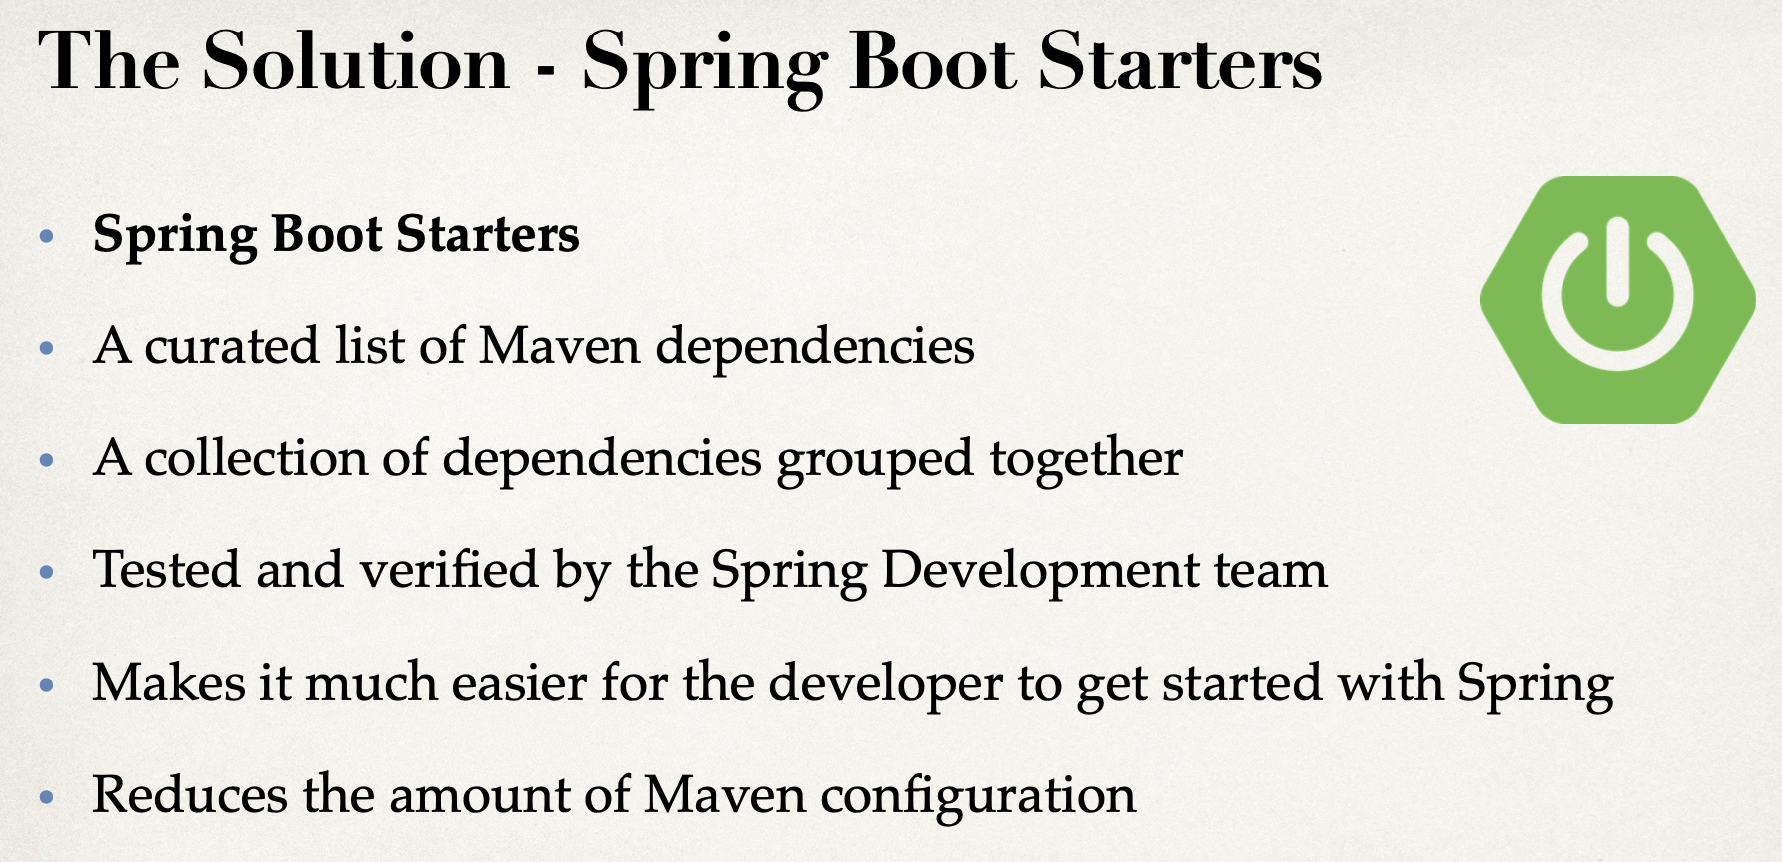 The Solution - Spring Boot Starters
• Spring Boot Starters
• A curated list of Maven dependencies
• A collection of dependencies grouped together
• Tested and verified by the Spring Development team
• Makes it much easier for the developer to get started with Spring
• Reduces the amount of Maven configuration